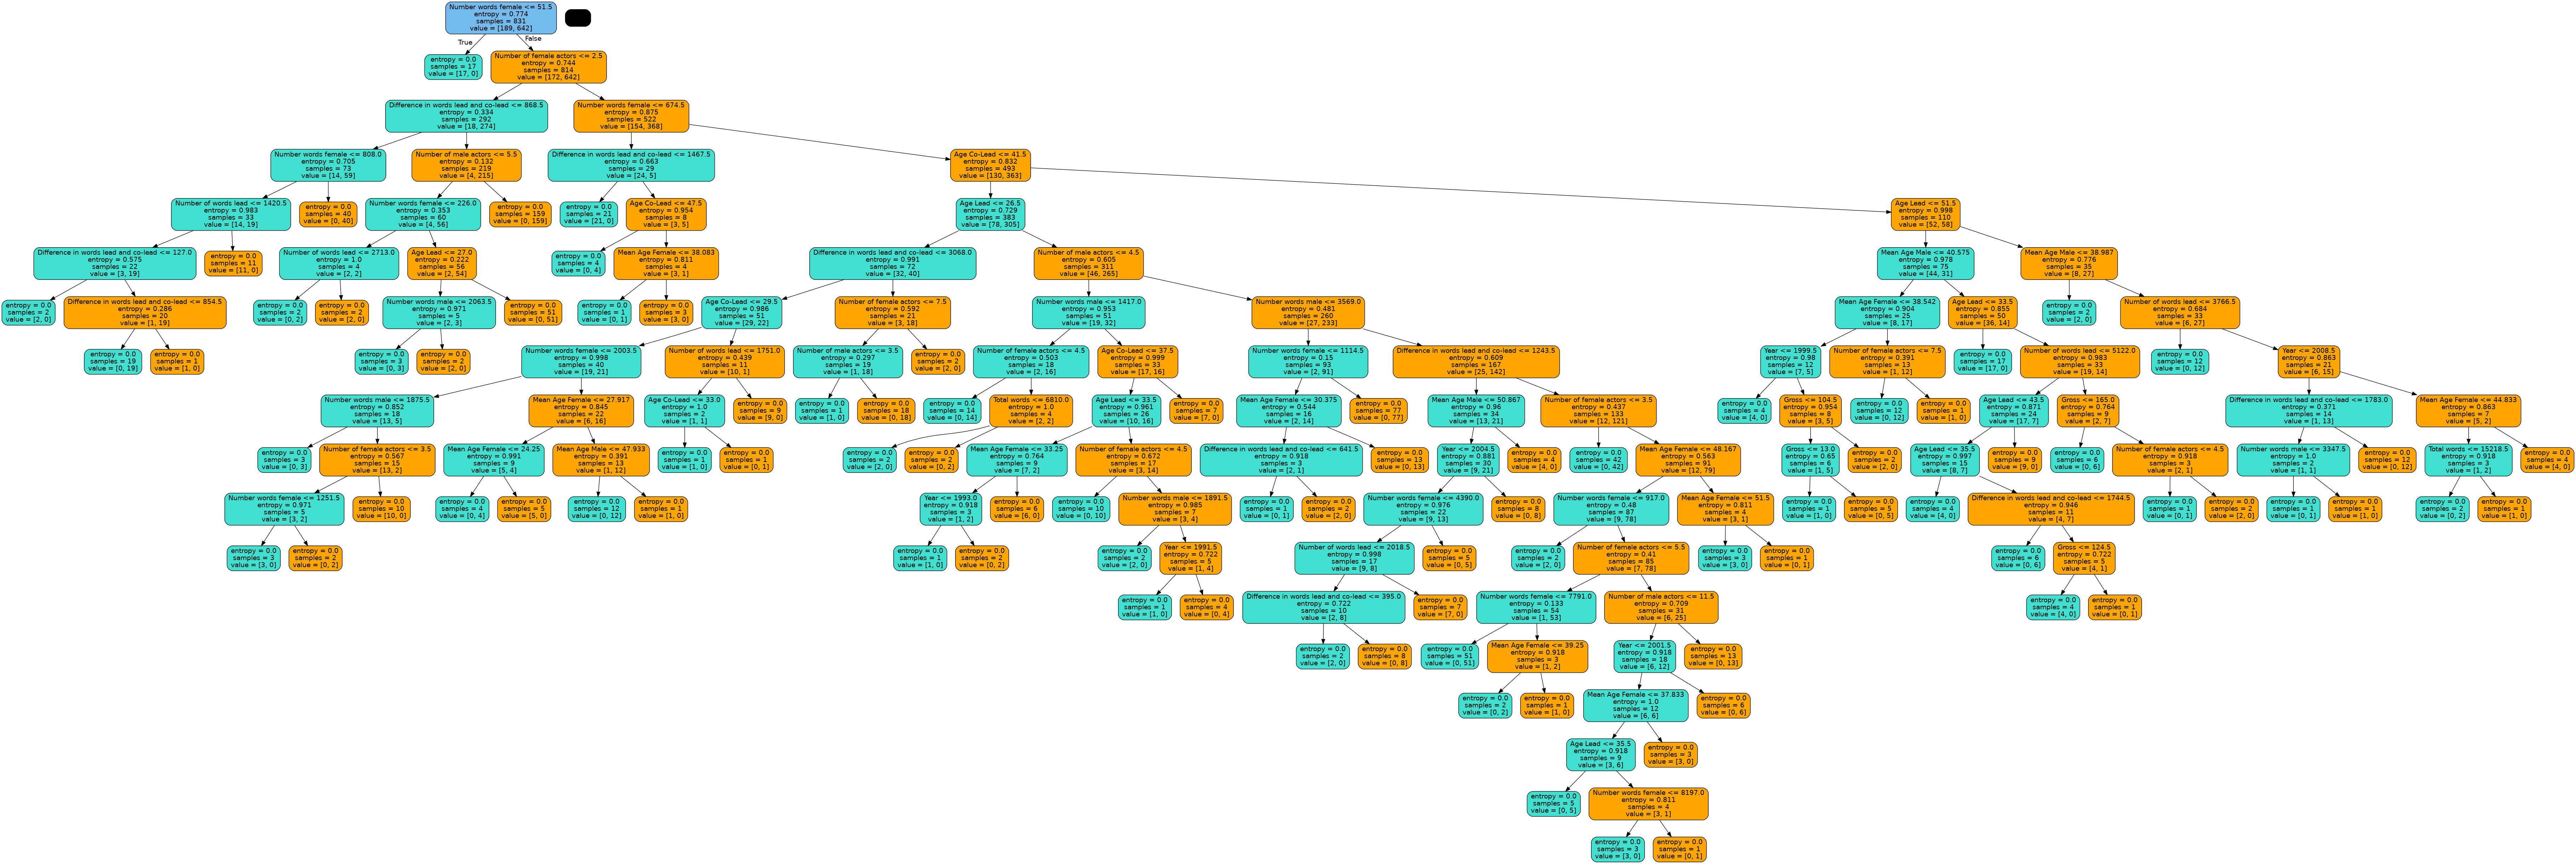 Number words female <= 51.5
entropy = 0.774
samples = 831
value = [189, 642]
True
False
entropy = 0.0
samples = 17
value = [17, 0]
Number of female actors <= 2.5
entropy = 0.744
samples = 814
value = [172, 642]
Difference in words lead and co-lead <= 868.5
entropy = 0.334
samples = 292
value = [18, 274]
Number words female <= 674.5
entropy = 0.875
samples = 522
value = [154, 368]
Number words female <= 808.0
entropy = 0.705
samples = 73
value = [14, 59]
Number of male actors <= 5.5
entropy = 0.132
samples = 219
value = [4, 215]
Difference in words lead and co-lead <= 1467.5
entropy = 0.663
samples = 29
value = [24, 5]
Age Co-Lead <= 41.5
entropy = 0.832
samples = 493
value = [130, 363]
Number of words lead <= 1420.5
entropy = 0.983
samples = 33
value = [14, 19]
entropy = 0.0
samples = 40
value = [0, 40]
Number words female <= 226.0
entropy = 0.353
samples = 60
value = [4, 56]
entropy = 0.0
samples = 159
value = [0, 159]
entropy = 0.0
samples = 21
value = [21, 0]
Age Co-Lead <= 47.5
entropy = 0.954
samples = 8
value = [3, 5]
Age Lead <= 26.5
entropy = 0.729
samples = 383
value = [78, 305]
Age Lead <= 51.5
entropy = 0.998
samples = 110
value = [52, 58]
Difference in words lead and co-lead <= 127.0
entropy = 0.575
samples = 22
value = [3, 19]
entropy = 0.0
samples = 11
value = [11, 0]
Number of words lead <= 2713.0
entropy = 1.0
samples = 4
value = [2, 2]
Age Lead <= 27.0
entropy = 0.222
samples = 56
value = [2, 54]
entropy = 0.0
samples = 4
value = [0, 4]
Mean Age Female <= 38.083
entropy = 0.811
samples = 4
value = [3, 1]
Difference in words lead and co-lead <= 3068.0
entropy = 0.991
samples = 72
value = [32, 40]
Number of male actors <= 4.5
entropy = 0.605
samples = 311
value = [46, 265]
Mean Age Male <= 40.575
entropy = 0.978
samples = 75
value = [44, 31]
Mean Age Male <= 38.987
entropy = 0.776
samples = 35
value = [8, 27]
entropy = 0.0
samples = 2
value = [2, 0]
Difference in words lead and co-lead <= 854.5
entropy = 0.286
samples = 20
value = [1, 19]
entropy = 0.0
samples = 2
value = [0, 2]
entropy = 0.0
samples = 2
value = [2, 0]
Number words male <= 2063.5
entropy = 0.971
samples = 5
value = [2, 3]
entropy = 0.0
samples = 51
value = [0, 51]
entropy = 0.0
samples = 1
value = [0, 1]
entropy = 0.0
samples = 3
value = [3, 0]
Age Co-Lead <= 29.5
entropy = 0.986
samples = 51
value = [29, 22]
Number of female actors <= 7.5
entropy = 0.592
samples = 21
value = [3, 18]
Number words male <= 1417.0
entropy = 0.953
samples = 51
value = [19, 32]
Number words male <= 3569.0
entropy = 0.481
samples = 260
value = [27, 233]
Mean Age Female <= 38.542
entropy = 0.904
samples = 25
value = [8, 17]
Age Lead <= 33.5
entropy = 0.855
samples = 50
value = [36, 14]
entropy = 0.0
samples = 2
value = [2, 0]
Number of words lead <= 3766.5
entropy = 0.684
samples = 33
value = [6, 27]
entropy = 0.0
samples = 19
value = [0, 19]
entropy = 0.0
samples = 1
value = [1, 0]
entropy = 0.0
samples = 3
value = [0, 3]
entropy = 0.0
samples = 2
value = [2, 0]
Number words female <= 2003.5
entropy = 0.998
samples = 40
value = [19, 21]
Number of words lead <= 1751.0
entropy = 0.439
samples = 11
value = [10, 1]
Number of male actors <= 3.5
entropy = 0.297
samples = 19
value = [1, 18]
entropy = 0.0
samples = 2
value = [2, 0]
Number of female actors <= 4.5
entropy = 0.503
samples = 18
value = [2, 16]
Age Co-Lead <= 37.5
entropy = 0.999
samples = 33
value = [17, 16]
Number words female <= 1114.5
entropy = 0.15
samples = 93
value = [2, 91]
Difference in words lead and co-lead <= 1243.5
entropy = 0.609
samples = 167
value = [25, 142]
Year <= 1999.5
entropy = 0.98
samples = 12
value = [7, 5]
Number of female actors <= 7.5
entropy = 0.391
samples = 13
value = [1, 12]
entropy = 0.0
samples = 17
value = [17, 0]
Number of words lead <= 5122.0
entropy = 0.983
samples = 33
value = [19, 14]
entropy = 0.0
samples = 12
value = [0, 12]
Year <= 2008.5
entropy = 0.863
samples = 21
value = [6, 15]
Number words male <= 1875.5
entropy = 0.852
samples = 18
value = [13, 5]
Mean Age Female <= 27.917
entropy = 0.845
samples = 22
value = [6, 16]
Age Co-Lead <= 33.0
entropy = 1.0
samples = 2
value = [1, 1]
entropy = 0.0
samples = 9
value = [9, 0]
entropy = 0.0
samples = 1
value = [1, 0]
entropy = 0.0
samples = 18
value = [0, 18]
entropy = 0.0
samples = 14
value = [0, 14]
Total words <= 6810.0
entropy = 1.0
samples = 4
value = [2, 2]
Age Lead <= 33.5
entropy = 0.961
samples = 26
value = [10, 16]
entropy = 0.0
samples = 7
value = [7, 0]
Mean Age Female <= 30.375
entropy = 0.544
samples = 16
value = [2, 14]
entropy = 0.0
samples = 77
value = [0, 77]
Mean Age Male <= 50.867
entropy = 0.96
samples = 34
value = [13, 21]
Number of female actors <= 3.5
entropy = 0.437
samples = 133
value = [12, 121]
entropy = 0.0
samples = 4
value = [4, 0]
Gross <= 104.5
entropy = 0.954
samples = 8
value = [3, 5]
entropy = 0.0
samples = 12
value = [0, 12]
entropy = 0.0
samples = 1
value = [1, 0]
Age Lead <= 43.5
entropy = 0.871
samples = 24
value = [17, 7]
Gross <= 165.0
entropy = 0.764
samples = 9
value = [2, 7]
Difference in words lead and co-lead <= 1783.0
entropy = 0.371
samples = 14
value = [1, 13]
Mean Age Female <= 44.833
entropy = 0.863
samples = 7
value = [5, 2]
entropy = 0.0
samples = 3
value = [0, 3]
Number of female actors <= 3.5
entropy = 0.567
samples = 15
value = [13, 2]
Mean Age Female <= 24.25
entropy = 0.991
samples = 9
value = [5, 4]
Mean Age Male <= 47.933
entropy = 0.391
samples = 13
value = [1, 12]
entropy = 0.0
samples = 1
value = [1, 0]
entropy = 0.0
samples = 1
value = [0, 1]
entropy = 0.0
samples = 2
value = [2, 0]
entropy = 0.0
samples = 2
value = [0, 2]
Mean Age Female <= 33.25
entropy = 0.764
samples = 9
value = [7, 2]
Number of female actors <= 4.5
entropy = 0.672
samples = 17
value = [3, 14]
Difference in words lead and co-lead <= 641.5
entropy = 0.918
samples = 3
value = [2, 1]
entropy = 0.0
samples = 13
value = [0, 13]
Year <= 2004.5
entropy = 0.881
samples = 30
value = [9, 21]
entropy = 0.0
samples = 4
value = [4, 0]
entropy = 0.0
samples = 42
value = [0, 42]
Mean Age Female <= 48.167
entropy = 0.563
samples = 91
value = [12, 79]
Gross <= 13.0
entropy = 0.65
samples = 6
value = [1, 5]
entropy = 0.0
samples = 2
value = [2, 0]
Age Lead <= 35.5
entropy = 0.997
samples = 15
value = [8, 7]
entropy = 0.0
samples = 9
value = [9, 0]
entropy = 0.0
samples = 6
value = [0, 6]
Number of female actors <= 4.5
entropy = 0.918
samples = 3
value = [2, 1]
Number words male <= 3347.5
entropy = 1.0
samples = 2
value = [1, 1]
entropy = 0.0
samples = 12
value = [0, 12]
Total words <= 15218.5
entropy = 0.918
samples = 3
value = [1, 2]
entropy = 0.0
samples = 4
value = [4, 0]
Number words female <= 1251.5
entropy = 0.971
samples = 5
value = [3, 2]
entropy = 0.0
samples = 10
value = [10, 0]
entropy = 0.0
samples = 4
value = [0, 4]
entropy = 0.0
samples = 5
value = [5, 0]
entropy = 0.0
samples = 12
value = [0, 12]
entropy = 0.0
samples = 1
value = [1, 0]
Year <= 1993.0
entropy = 0.918
samples = 3
value = [1, 2]
entropy = 0.0
samples = 6
value = [6, 0]
entropy = 0.0
samples = 10
value = [0, 10]
Number words male <= 1891.5
entropy = 0.985
samples = 7
value = [3, 4]
entropy = 0.0
samples = 1
value = [0, 1]
entropy = 0.0
samples = 2
value = [2, 0]
Number words female <= 4390.0
entropy = 0.976
samples = 22
value = [9, 13]
entropy = 0.0
samples = 8
value = [0, 8]
Number words female <= 917.0
entropy = 0.48
samples = 87
value = [9, 78]
Mean Age Female <= 51.5
entropy = 0.811
samples = 4
value = [3, 1]
entropy = 0.0
samples = 1
value = [1, 0]
entropy = 0.0
samples = 5
value = [0, 5]
entropy = 0.0
samples = 4
value = [4, 0]
Difference in words lead and co-lead <= 1744.5
entropy = 0.946
samples = 11
value = [4, 7]
entropy = 0.0
samples = 1
value = [0, 1]
entropy = 0.0
samples = 2
value = [2, 0]
entropy = 0.0
samples = 1
value = [0, 1]
entropy = 0.0
samples = 1
value = [1, 0]
entropy = 0.0
samples = 2
value = [0, 2]
entropy = 0.0
samples = 1
value = [1, 0]
entropy = 0.0
samples = 3
value = [3, 0]
entropy = 0.0
samples = 2
value = [0, 2]
entropy = 0.0
samples = 1
value = [1, 0]
entropy = 0.0
samples = 2
value = [0, 2]
entropy = 0.0
samples = 2
value = [2, 0]
Year <= 1991.5
entropy = 0.722
samples = 5
value = [1, 4]
Number of words lead <= 2018.5
entropy = 0.998
samples = 17
value = [9, 8]
entropy = 0.0
samples = 5
value = [0, 5]
entropy = 0.0
samples = 2
value = [2, 0]
Number of female actors <= 5.5
entropy = 0.41
samples = 85
value = [7, 78]
entropy = 0.0
samples = 3
value = [3, 0]
entropy = 0.0
samples = 1
value = [0, 1]
entropy = 0.0
samples = 6
value = [0, 6]
Gross <= 124.5
entropy = 0.722
samples = 5
value = [4, 1]
entropy = 0.0
samples = 1
value = [1, 0]
entropy = 0.0
samples = 4
value = [0, 4]
Difference in words lead and co-lead <= 395.0
entropy = 0.722
samples = 10
value = [2, 8]
entropy = 0.0
samples = 7
value = [7, 0]
Number words female <= 7791.0
entropy = 0.133
samples = 54
value = [1, 53]
Number of male actors <= 11.5
entropy = 0.709
samples = 31
value = [6, 25]
entropy = 0.0
samples = 4
value = [4, 0]
entropy = 0.0
samples = 1
value = [0, 1]
entropy = 0.0
samples = 2
value = [2, 0]
entropy = 0.0
samples = 8
value = [0, 8]
entropy = 0.0
samples = 51
value = [0, 51]
Mean Age Female <= 39.25
entropy = 0.918
samples = 3
value = [1, 2]
Year <= 2001.5
entropy = 0.918
samples = 18
value = [6, 12]
entropy = 0.0
samples = 13
value = [0, 13]
entropy = 0.0
samples = 2
value = [0, 2]
entropy = 0.0
samples = 1
value = [1, 0]
Mean Age Female <= 37.833
entropy = 1.0
samples = 12
value = [6, 6]
entropy = 0.0
samples = 6
value = [0, 6]
Age Lead <= 35.5
entropy = 0.918
samples = 9
value = [3, 6]
entropy = 0.0
samples = 3
value = [3, 0]
entropy = 0.0
samples = 5
value = [0, 5]
Number words female <= 8197.0
entropy = 0.811
samples = 4
value = [3, 1]
entropy = 0.0
samples = 3
value = [3, 0]
entropy = 0.0
samples = 1
value = [0, 1]